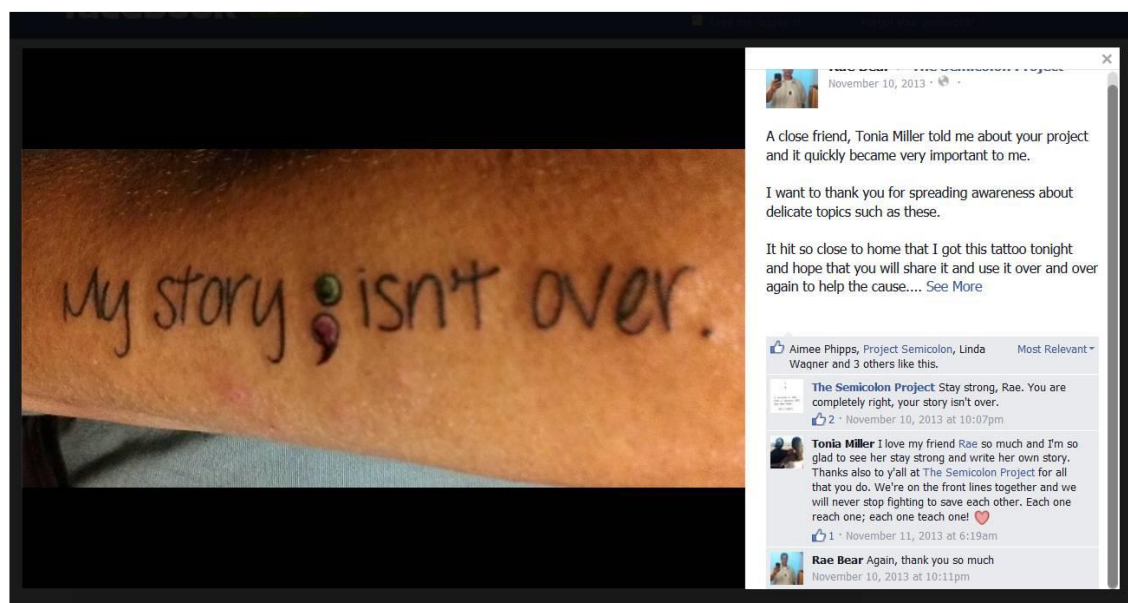 facebook
My story ; isn't over.
Rae Bear
The Semicolon Project
November 10, 2013 ·
A close friend, Tonia Miller told me about your project
and it quickly became very important to me.
I want to thank you for spreading awareness about
delicate topics such as these.
It hit so close to home that I got this tattoo tonight
and hope that you will share it and use it over and over
again to help the cause.... See More
Aimee Phipps, Project Semicolon, Linda
Wagner and 3 others like this.
Most Relevant
The Semicolon Project Stay strong, Rae. You are
completely right, your story isn't over.
2 · November 10, 2013 at 10:07pm
Tonia Miller I love my friend Rae so much and I'm so
glad to see her stay strong and write her own story.
Thanks also to y'all at The Semicolon Project for all
that you do. We're on the front lines together and we
will never stop fighting to save each other. Each one
reach one; each one teach one!
1 · November 11, 2013 at 6:19am
Rae Bear Again, thank you so much
November 10, 2013 at 10:11pm